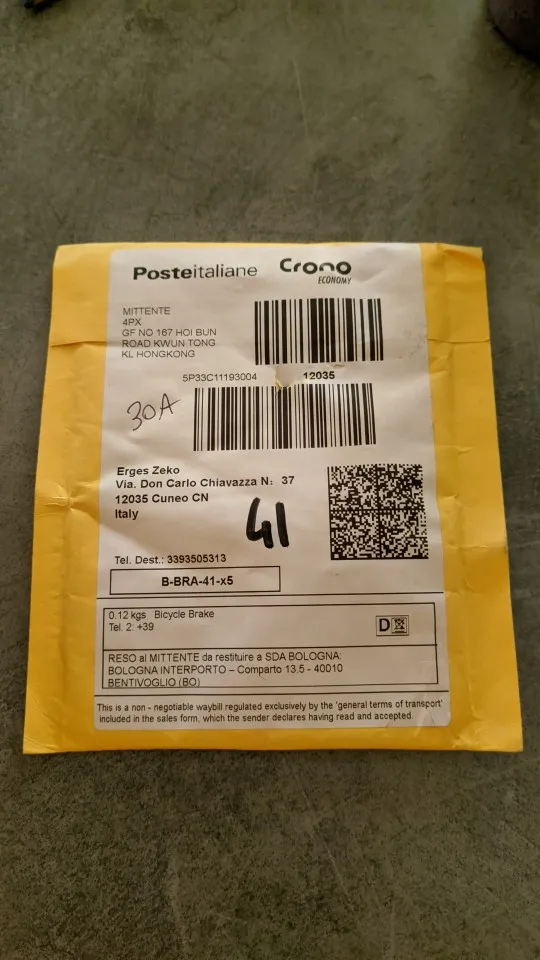 Posteitaliane Crono
ECONOMY
MITTENTE
4PX
GF NO 167 HOI BUN
ROAD KWUN TONG
KL HONGKONG
5P33C11193004 12035
30A
Erges Zeko
Via. Don Carlo Chiavazza N: 37
12035 Cuneo CN
Italy
41
Tel. Dest.: 3393505313
B-BRA-41-x5
0.12 kgs Bicycle Brake
Tel. 2: +39
D
RESO al MITTENTE da restituire a SDA BOLOGNA:
BOLOGNA INTERPORTO – Comparto 13.5 - 40010
BENTIVOGLIO (BO)
This is a non - negotiable waybill regulated exclusively by the 'general terms of transport'
included in the sales form, which the sender declares having read and accepted